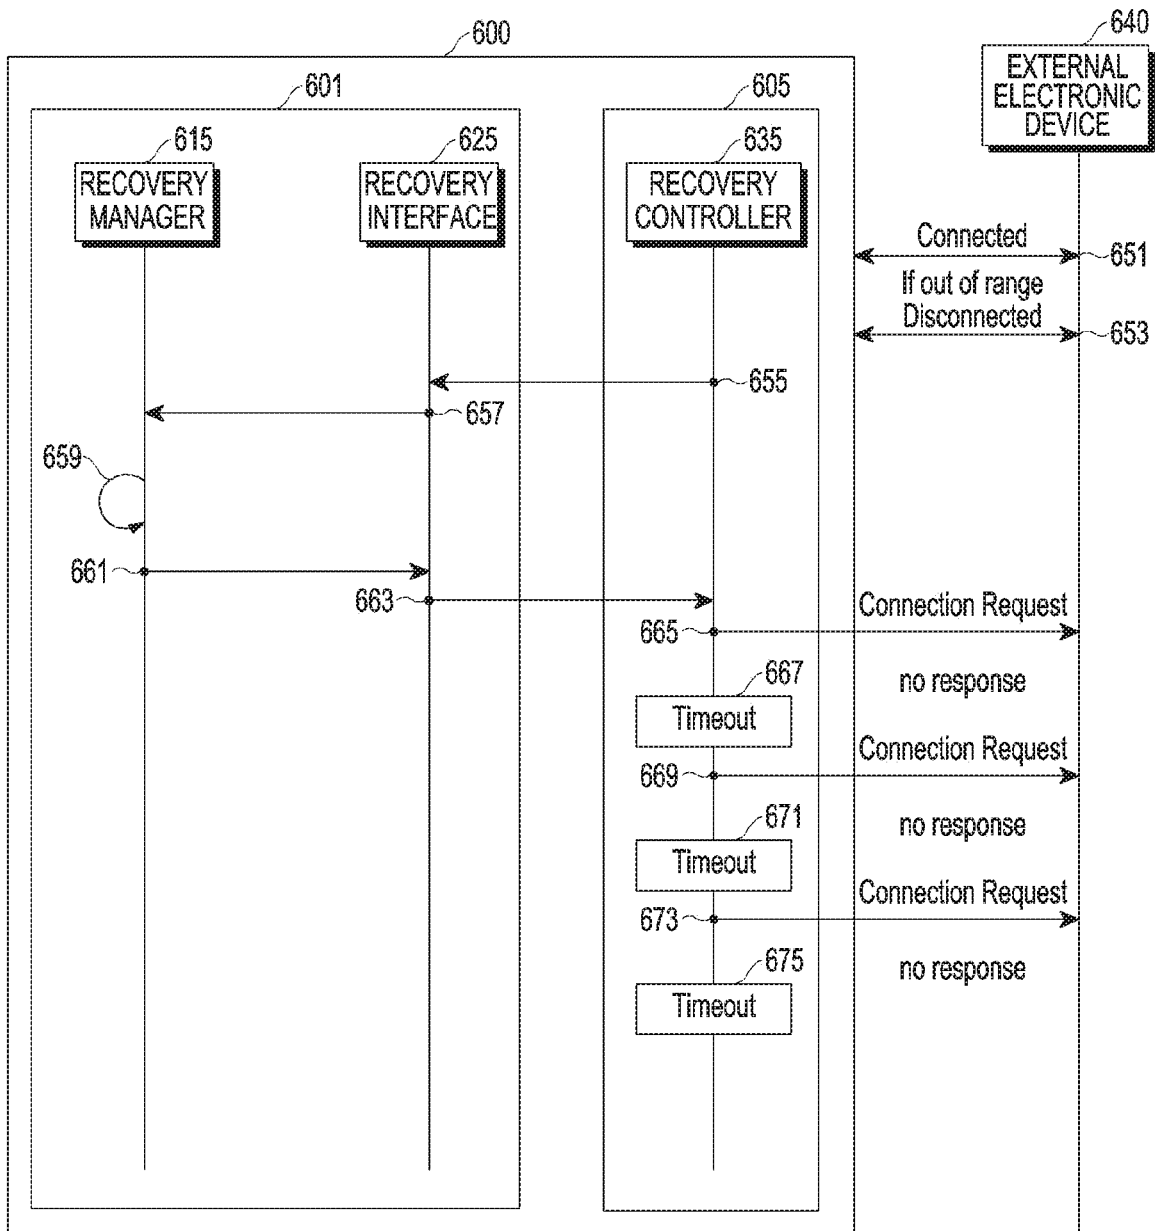 640
600
EXTERNAL
ELECTRONIC
DEVICE
601
605
615
625
635
RECOVERY
MANAGER
RECOVERY
INTERFACE
RECOVERY
CONTROLLER
Connected
651
If out of range
Disconnected
653
655
657
659
661
663
Connection Request
665
667
no response
Timeout
Connection Request
669
671
no response
Timeout
Connection Request
673
675
no response
Timeout